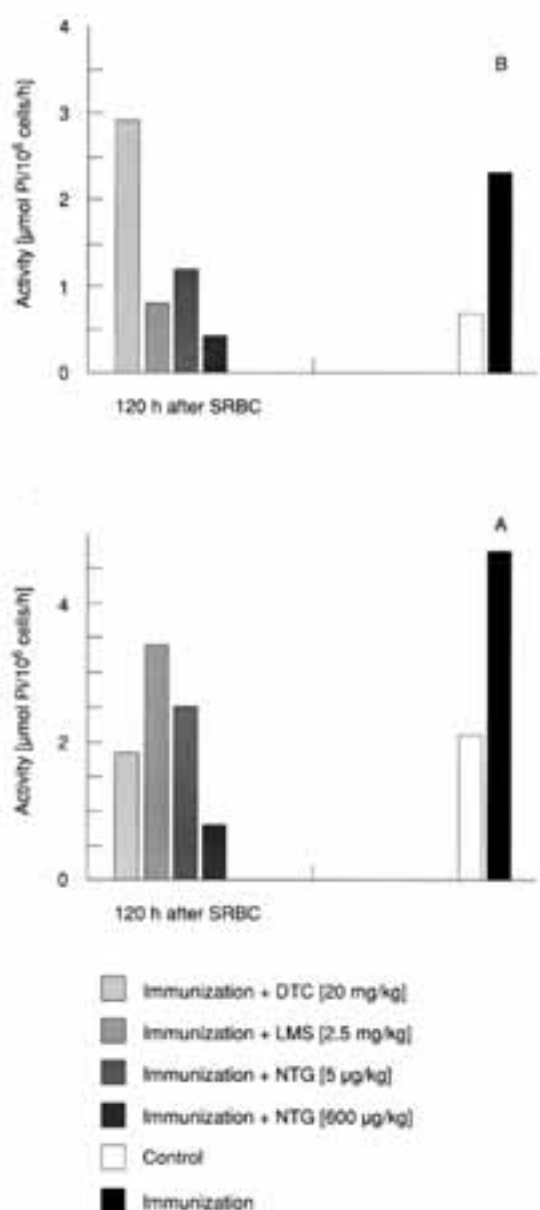 B
Activity [µmol Pi/10⁶ cells/h]
4
3
2
1
0
120 h after SRBC
A
Activity [µmol Pi/10⁶ cells/h]
4
2
0
120 h after SRBC
Immunization + DTC [20 mg/kg]
Immunization + LMS [2.5 mg/kg]
Immunization + NTG [5 µg/kg]
Immunization + NTG [600 µg/kg]
Control
Immunization